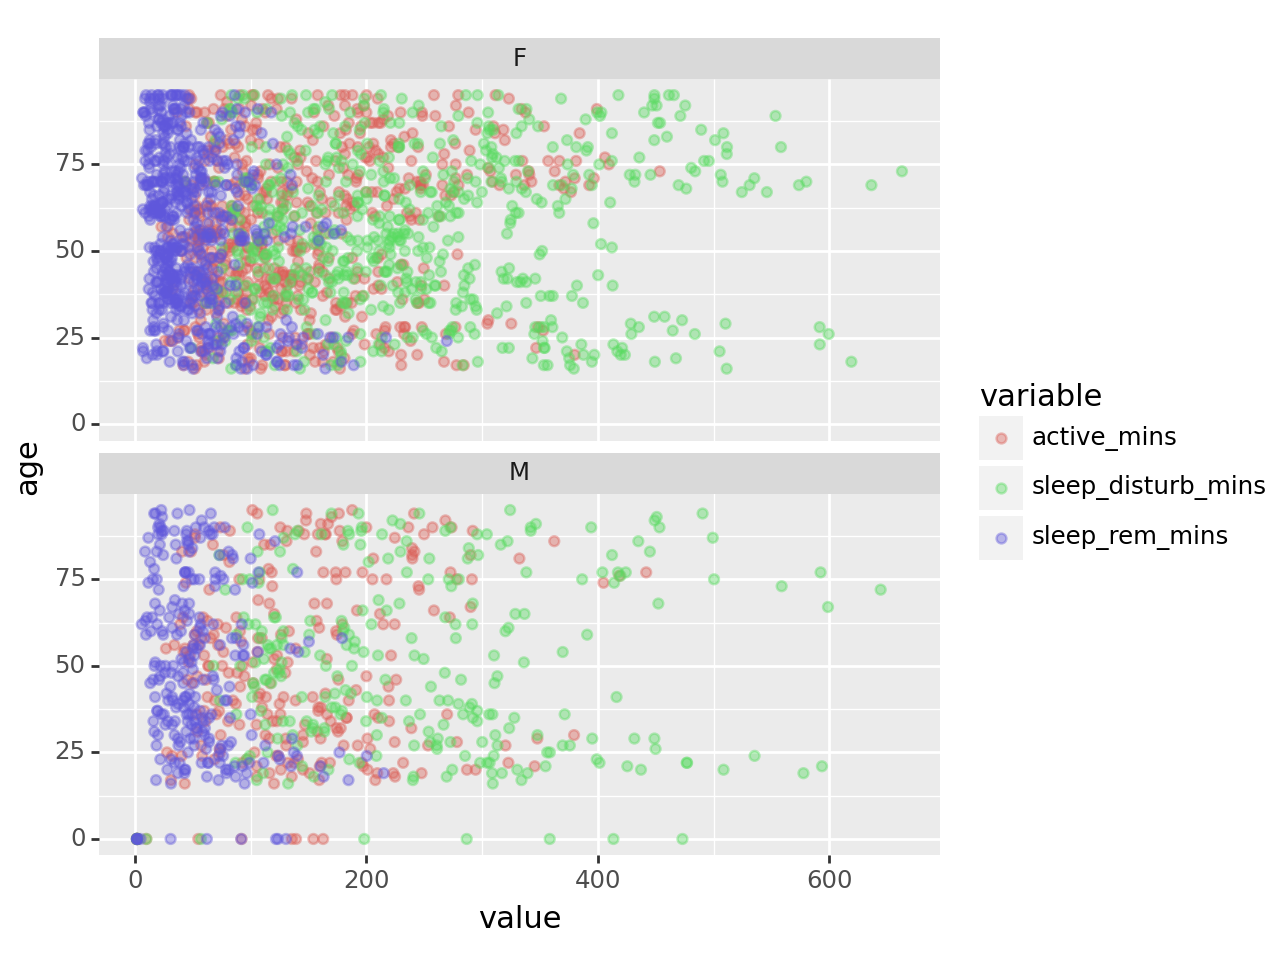 F
75
50
25
0
age
M
75
50
25
0
0 200 400 600
value
variable
active_mins
sleep_disturb_mins
sleep_rem_mins